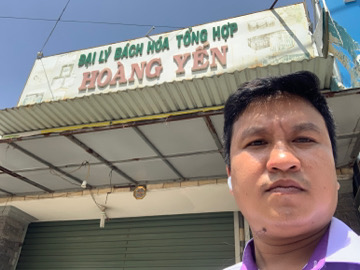 ĐẠI LÝ BÁCH HÓA TỔNG HỢP
HOÀNG YẾN